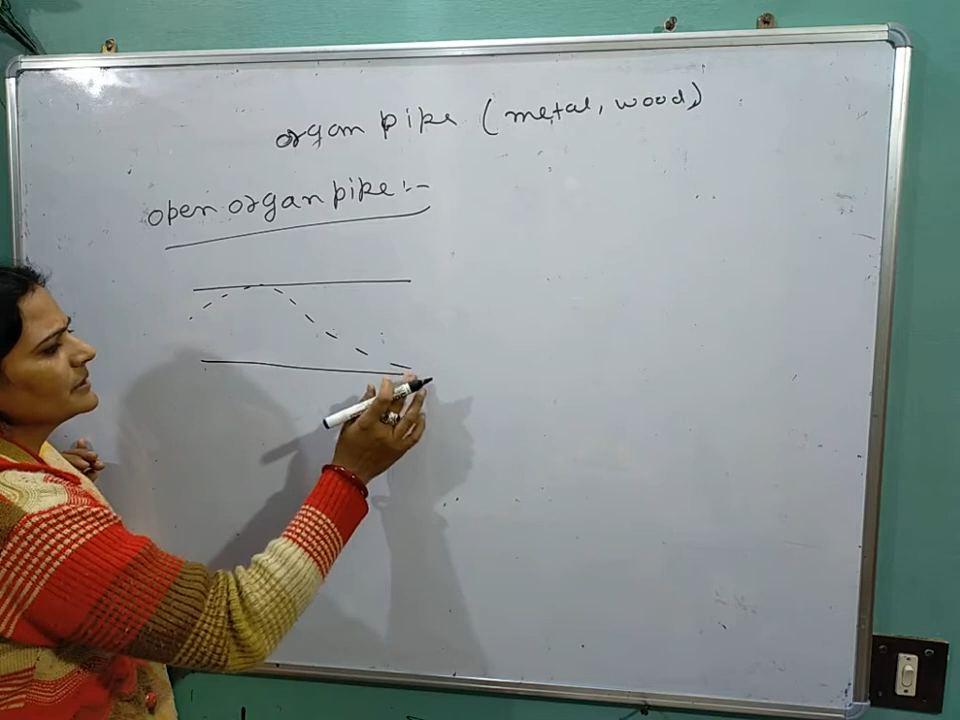 organ pipe (metal, wood)
open organ pipe :-